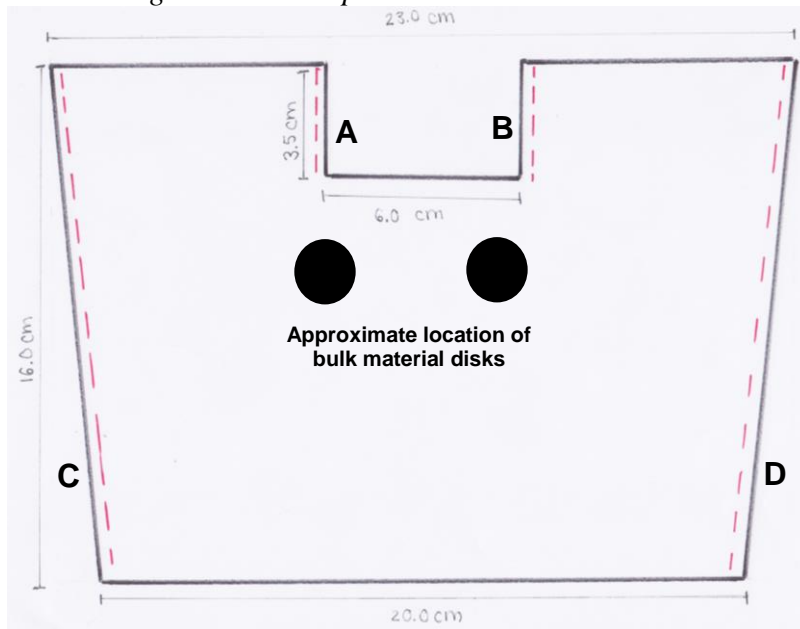 23.0 cm
A
B
3.5 cm
6.0 cm
Approximate location of
bulk material disks
16.0 cm
C
D
20.0 cm